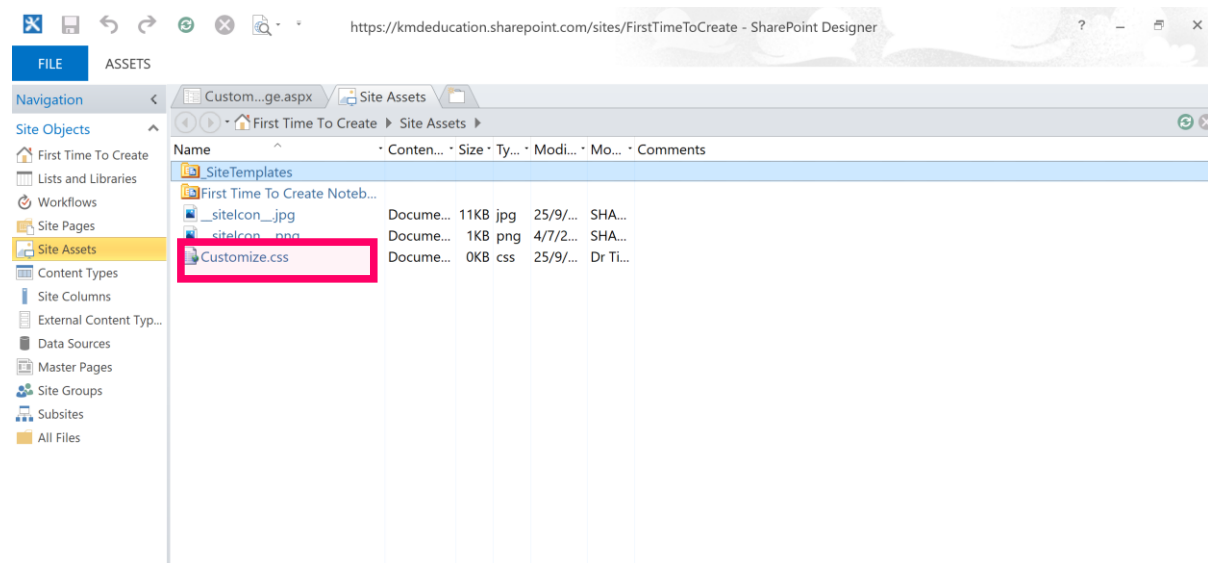 https://kmdeducation.sharepoint.com/sites/FirstTimeToCreate - SharePoint Designer ?
FILE ASSETS
Navigation Custom...ge.aspx Site Assets
Site Objects First Time To Create Site Assets
First Time To Create Name Conten... Size Ty... Modi... Mo... Comments
Lists and Libraries _SiteTemplates
Workflows First Time To Create Noteb...
Site Pages __siteIcon__.jpg Docume... 11KB jpg 25/9/... SHA...
Site Assets __siteIcon__.png Docume... 1KB png 4/7/2... SHA...
Content Types Customize.css Docume... 0KB css 25/9/... Dr Ti...
Site Columns
External Content Typ...
Data Sources
Master Pages
Site Groups
Subsites
All Files